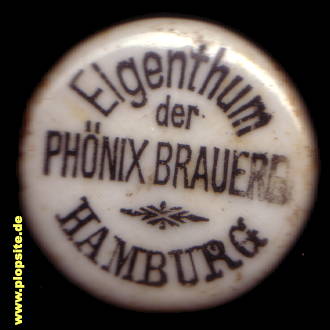 Eigenthum
der
PHÖNIX BRAUEREI
HAMBURG
www.plopsite.de